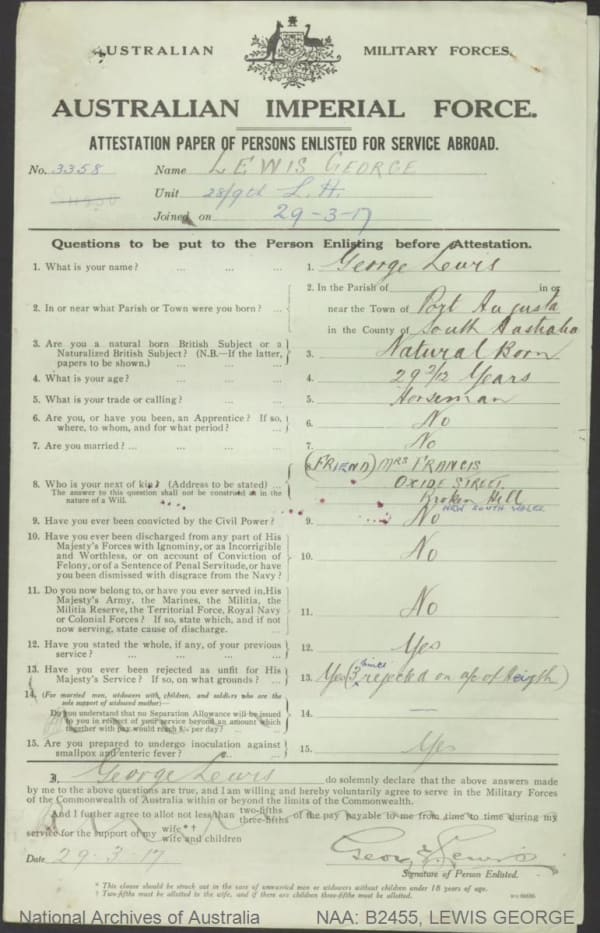 AUSTRALIAN MILITARY FORCES.
AUSTRALIAN IMPERIAL FORCE.
ATTESTATION PAPER OF PERSONS ENLISTED FOR SERVICE ABROAD.
No. 3358 Name LEWIS GEORGE
Unit 28/9th L.H.
Joined on 29-3-17
Questions to be put to the Person Enlisting before Attestation.
1. What is your name? ... ... ... 1. George Lewis
2. In or near what Parish or Town were you born? ... 2. In the Parish of in or
near the Town of Port Augusta
in the County of South Australia
3. Are you a natural born British Subject or a
Naturalized British Subject? (N.B.—If the latter,
papers to be shown.) ... ... 3. Natural Born
4. What is your age? ... ... ... 4. 29 2/12 Years
5. What is your trade or calling? ... ... 5. Horseman
6. Are you, or have you been, an Apprentice? If so,
where, to whom, and for what period? ... 6. No
7. Are you married? ... ... ... 7. No
8. Who is your next of kin? (Address to be stated) ...
The answer to this question shall not be construed as in the
nature of a Will.
8. (FRIEND) MRS FRANCIS
OXIDE STREET
Broken Hill
NEW SOUTH WALES
9. Have you ever been convicted by the Civil Power? 9. No
10. Have you ever been discharged from any part of His
Majesty's Forces with Ignominy, or as Incorrigible
and Worthless, or on account of Conviction of
Felony, or of a Sentence of Penal Servitude, or have
you been dismissed with disgrace from the Navy? 10. No
11. Do you now belong to, or have you ever served in, His
Majesty's Army, the Marines, the Militia, the
Militia Reserve, the Territorial Force, Royal Navy
or Colonial Forces? If so, state which, and if not
now serving, state cause of discharge. ... 11. No
12. Have you stated the whole, if any, of your previous
service? ... ... ... 12. Yes
13. Have you ever been rejected as unfit for His
Majesty's Service? If so, on what grounds? ... 13. Yes (3 times rejected on a/c of Heigth)
14. (For married men, widowers with children, and soldiers who are the
sole support of widowed mother)—
Do you understand that no Separation Allowance will be issued
to you in respect of your service beyond an amount which
together with pay would reach 8/- per day? ... 14. —
15. Are you prepared to undergo inoculation against
smallpox and enteric fever? ... ... 15. Yes
I, George Lewis do solemnly declare that the above answers made
by me to the above questions are true, and I am willing and hereby voluntarily agree to serve in the Military Forces
of the Commonwealth of Australia within or beyond the limits of the Commonwealth.
And I further agree to allot not less than two-fifths three-fifths of the pay payable to me from time to time during my
service for the support of my wife*† wife and children
Date 29-3-17 George Lewis
Signature of Person Enlisted.
* This clause should be struck out in the case of unmarried men or widowers without children under 18 years of age.
† Two-fifths must be allotted to the wife, and if there are children three-fifths must be allotted.
National Archives of Australia NAA: B2455, LEWIS GEORGE